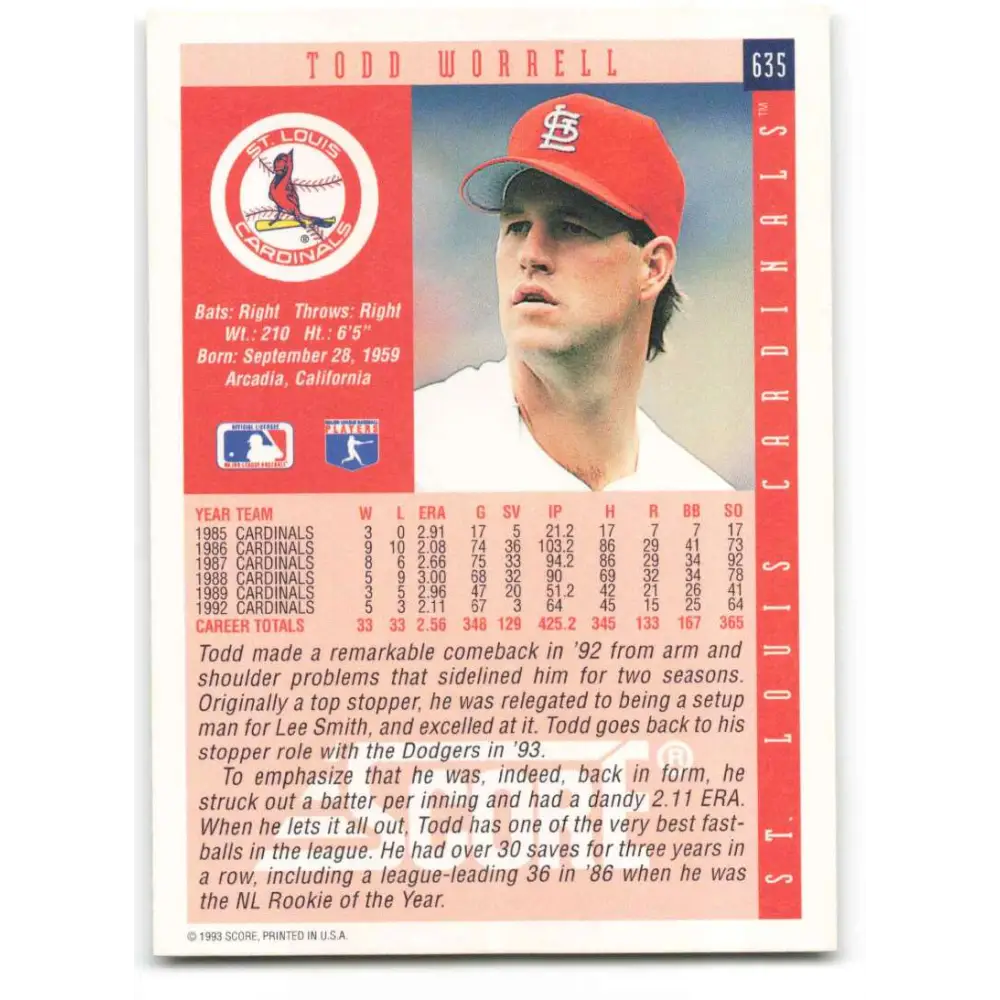 TODD WORRELL
635
ST. LOUIS CARDINALS™
ST. LOUIS
CARDINALS
®
Bats: Right Throws: Right
Wt.: 210 Ht.: 6'5"
Born: September 28, 1959
Arcadia, California
OFFICIAL LICENSEE
MAJOR LEAGUE BASEBALL
MAJOR LEAGUE BASEBALL
PLAYERS
STL
YEAR TEAM W L ERA G SV IP H R BB SO
1985 CARDINALS 3 0 2.91 17 5 21.2 17 7 7 17
1986 CARDINALS 9 10 2.08 74 36 103.2 86 29 41 73
1987 CARDINALS 8 6 2.66 75 33 94.2 86 29 34 92
1988 CARDINALS 5 9 3.00 68 32 90 69 32 34 78
1989 CARDINALS 3 5 2.96 47 20 51.2 42 21 26 41
1992 CARDINALS 5 3 2.11 67 3 64 45 15 25 64
CAREER TOTALS 33 33 2.56 348 129 425.2 345 133 167 365
Todd made a remarkable comeback in '92 from arm and
shoulder problems that sidelined him for two seasons.
Originally a top stopper, he was relegated to being a setup
man for Lee Smith, and excelled at it. Todd goes back to his
stopper role with the Dodgers in '93.
To emphasize that he was, indeed, back in form, he
struck out a batter per inning and had a dandy 2.11 ERA.
When he lets it all out, Todd has one of the very best fast-
balls in the league. He had over 30 saves for three years in
a row, including a league-leading 36 in '86 when he was
the NL Rookie of the Year.
SCORE®
© 1993 SCORE, PRINTED IN U.S.A.